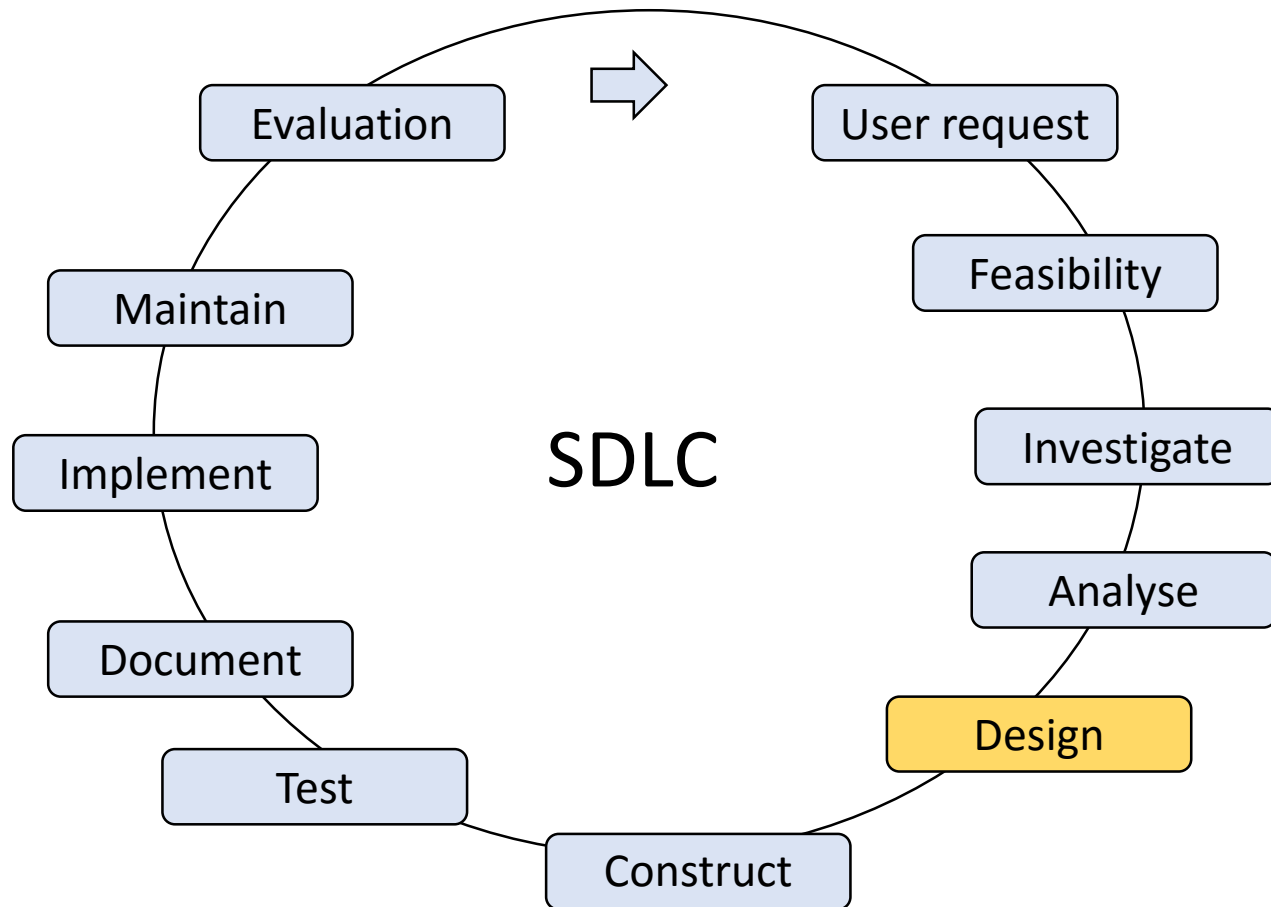 Evaluation
User request
Maintain
Feasibility
Implement
SDLC
Investigate
Analyse
Document
Design
Test
Construct